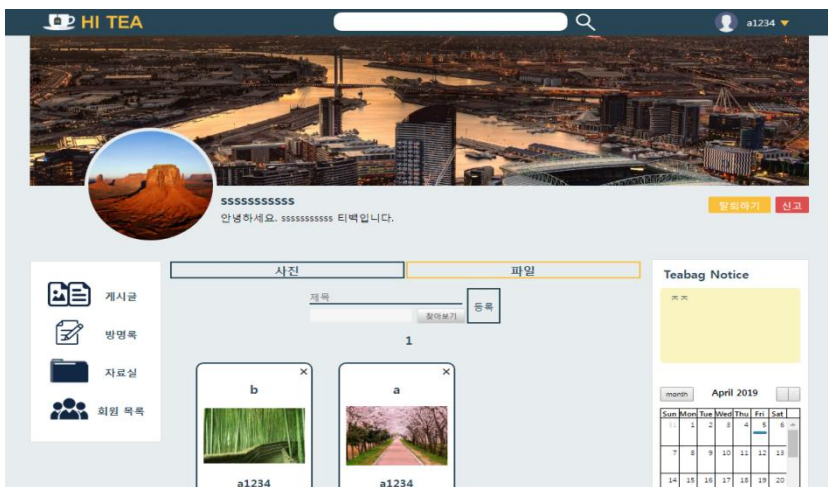 HI TEA
a1234
sssssssssss
안녕하세요. sssssssssss 티백입니다.
탈퇴하기 신고
게시글
방명록
자료실
회원 목록
사진 파일
제목
찾아보기
등록
1
×
b
a1234
×
a
a1234
Teabag Notice
ㅈㅈ
month April 2019
Sun Mon Tue Wed Thu Fri Sat
31 1 2 3 4 5 6
7 8 9 10 11 12 13
14 15 16 17 18 19 20